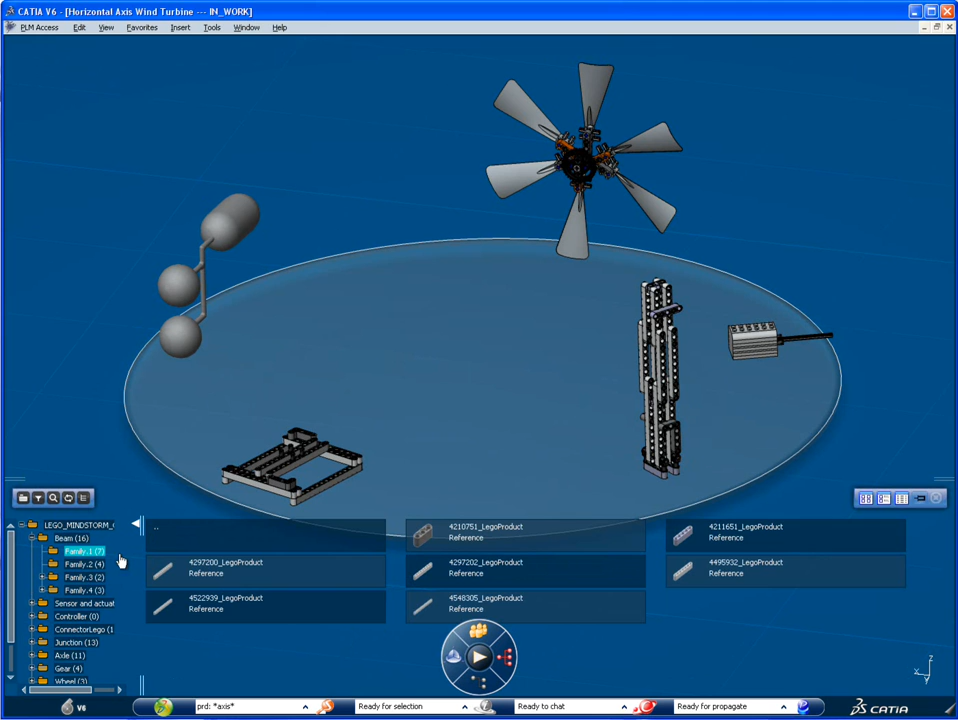 CATIA V6 - [Horizontal Axis Wind Turbine --- IN_WORK]
PLM Access Edit View Favorites Insert Tools Window Help
LEGO_MINDSTORM_
Beam (16)
Family.1 (7)
Family.2 (4)
Family.3 (2)
Family.4 (3)
Sensor and actuat
Controller (0)
ConnectorLego (1
Junction (13)
Axle (11)
Gear (4)
Wheel (3)
..
4210751_LegoProduct
Reference
4211651_LegoProduct
Reference
4297200_LegoProduct
Reference
4297202_LegoProduct
Reference
4495932_LegoProduct
Reference
4522939_LegoProduct
Reference
4548305_LegoProduct
Reference
z
y
V6 prd: *axis* Ready for selection Ready to chat Ready for propagate CATIA